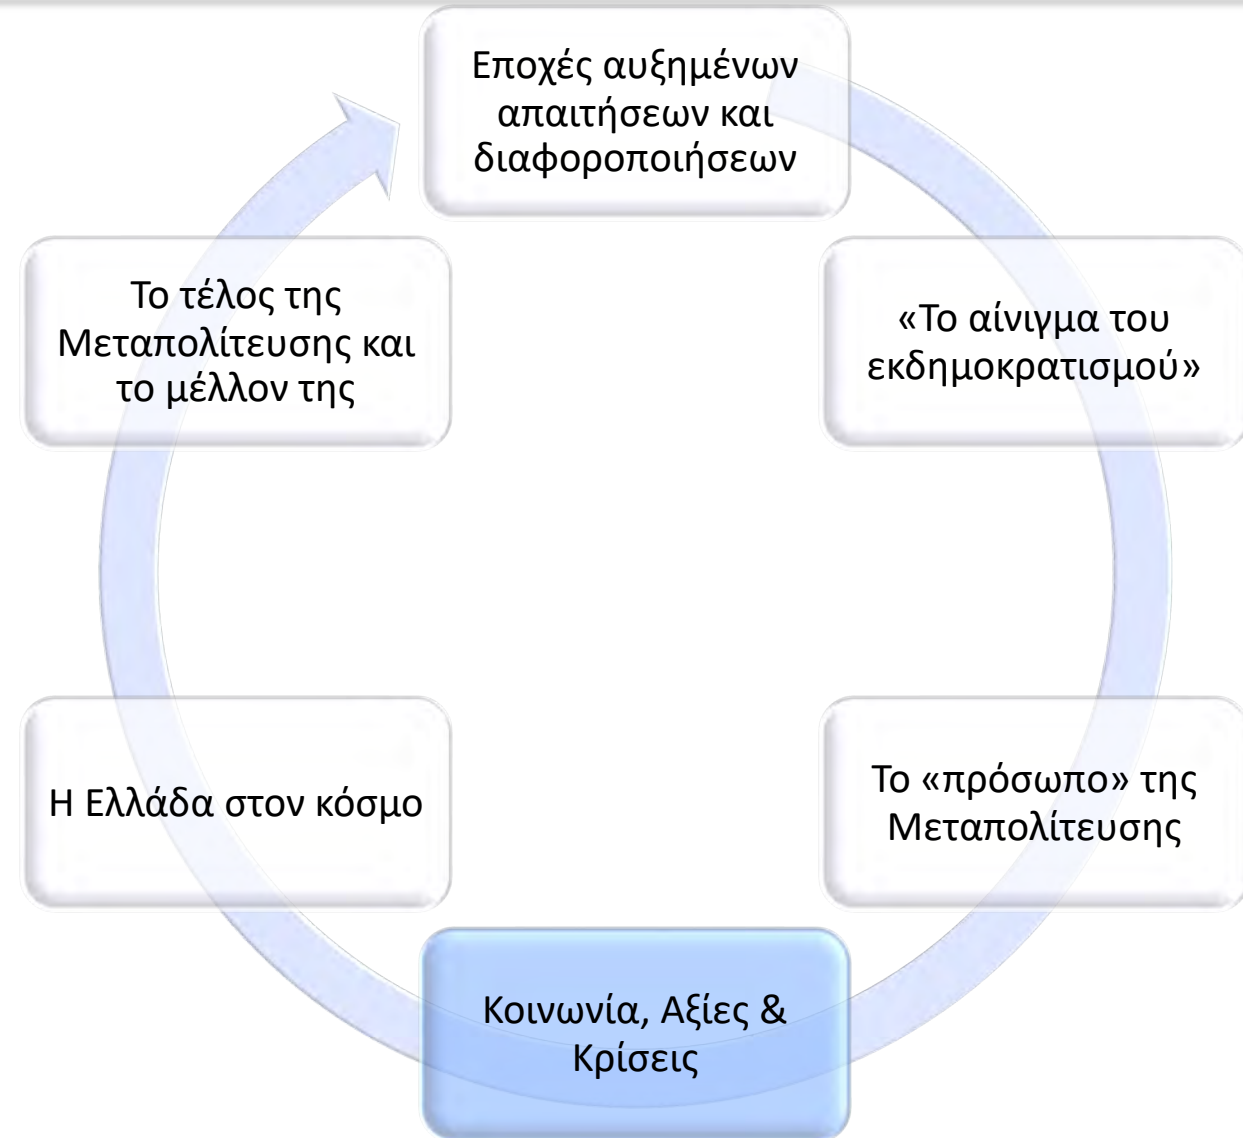 Εποχές αυξημένων
απαιτήσεων και
διαφοροποιήσεων
«Το αίνιγμα του
εκδημοκρατισμού»
Το «πρόσωπο» της
Μεταπολίτευσης
Κοινωνία, Αξίες &
Κρίσεις
Η Ελλάδα στον κόσμο
Το τέλος της
Μεταπολίτευσης και
το μέλλον της